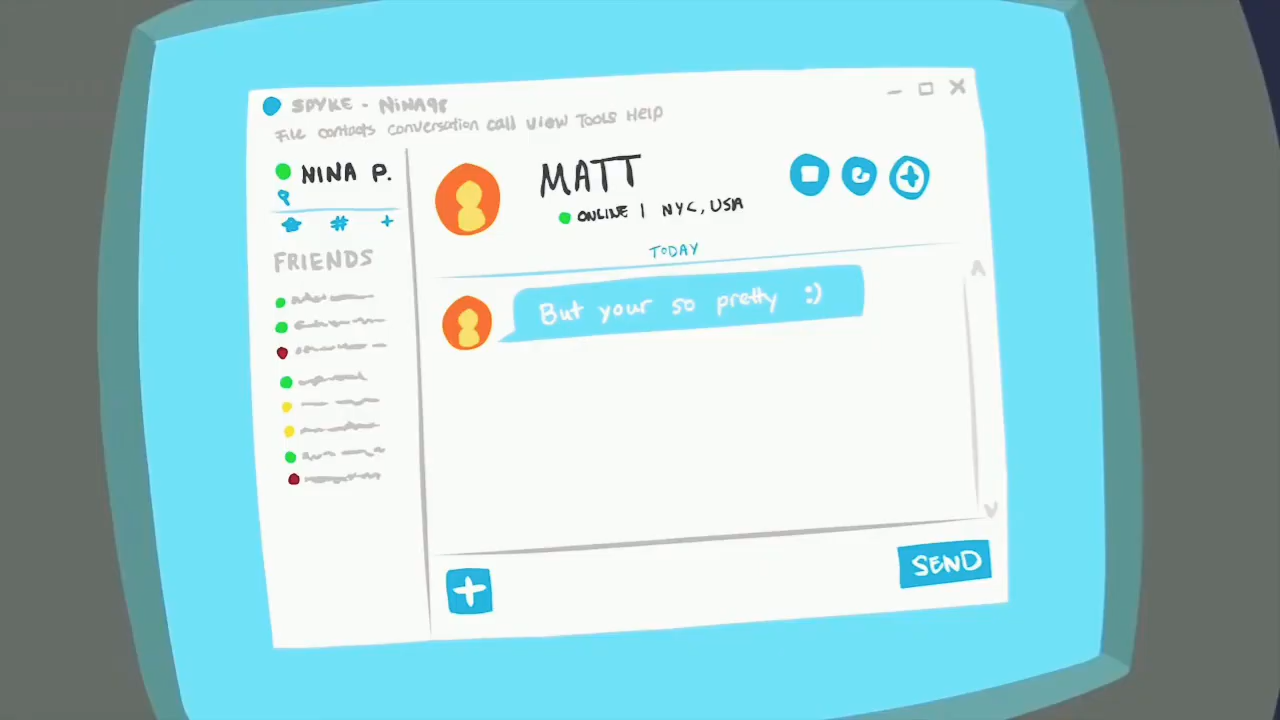 SPYKE - NINA98
File contacts conversation call view Tools Help
NINA P.
FRIENDS
MATT
ONLINE | NYC, USA
TODAY
But your so pretty :)
SEND